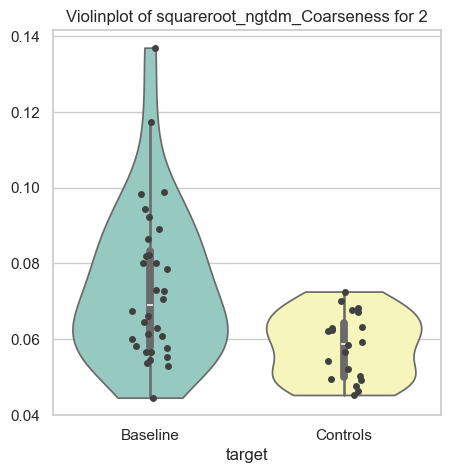 Violinplot of squareroot_ngtdm_Coarseness for 2
0.14
0.12
0.10
0.08
0.06
0.04
Baseline Controls
target